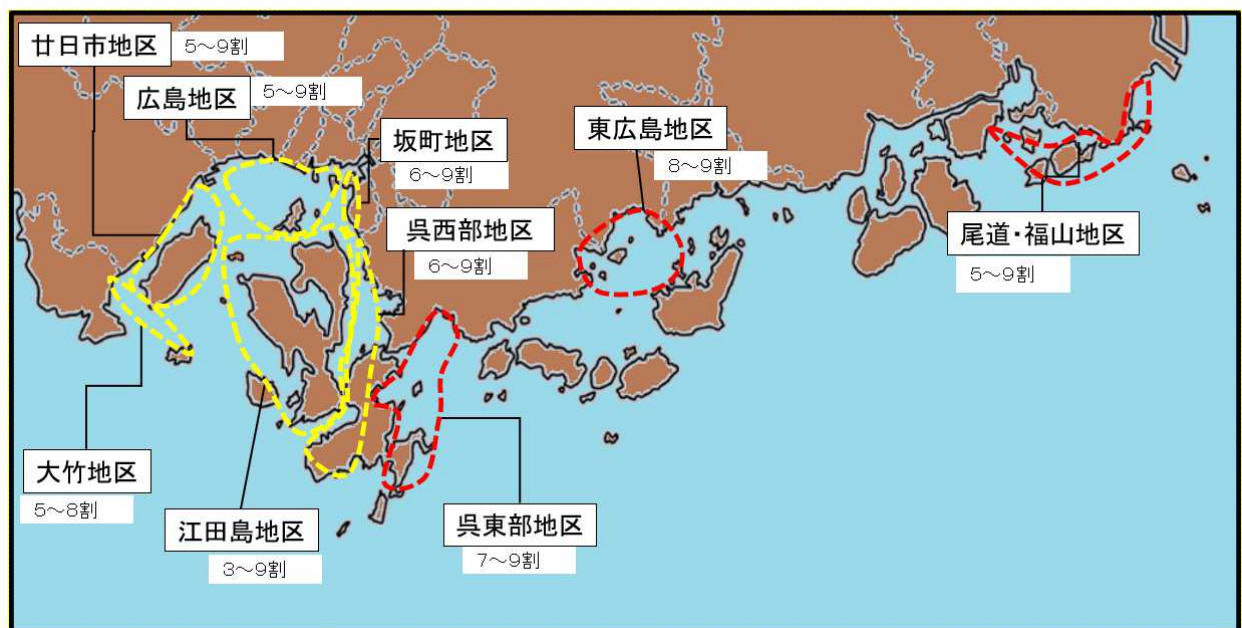 廿日市地区
5～9割
広島地区
5～9割
坂町地区
6～9割
呉西部地区
6～9割
東広島地区
8～9割
尾道・福山地区
5～9割
大竹地区
5～8割
江田島地区
3～9割
呉東部地区
7～9割